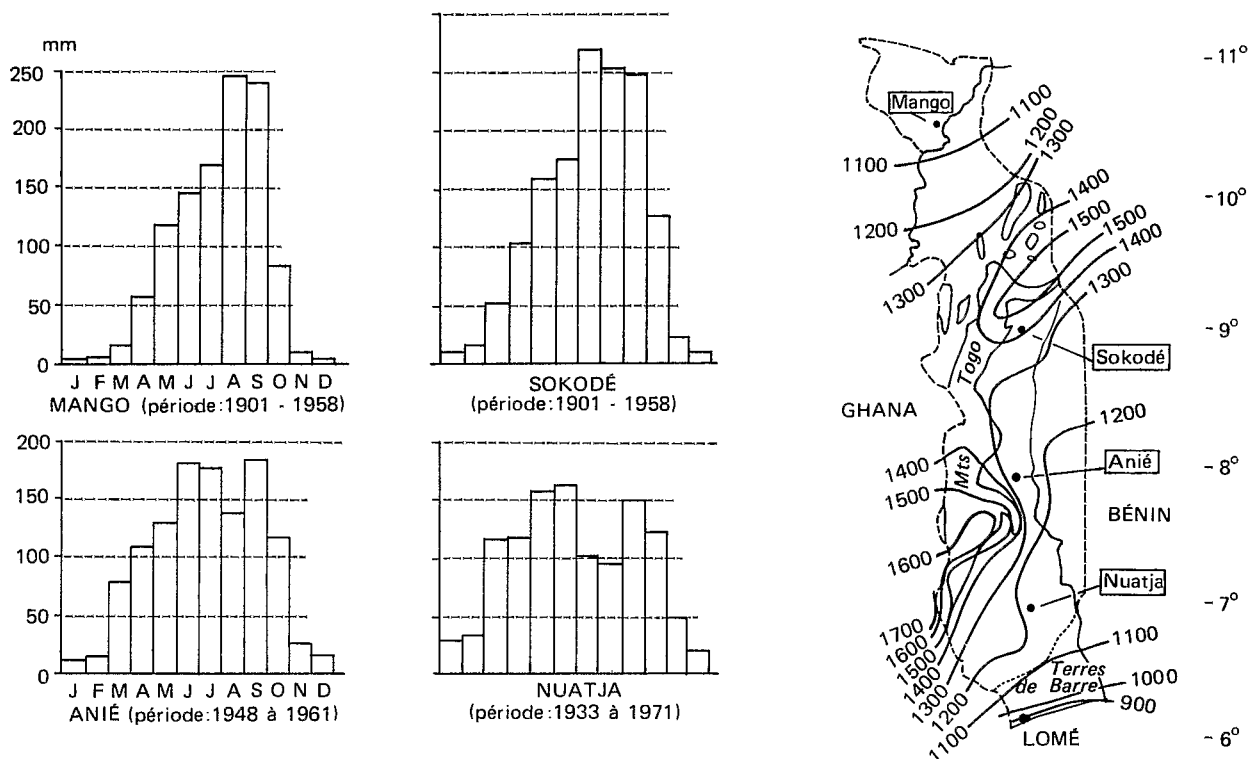 mm
250
200
150
100
50
0
J F M A M J J A S O N D
MANGO (période:1901 - 1958)
SOKODÉ
(période:1901 - 1958)
200
150
100
50
0
J F M A M J J A S O N D
ANIÉ (période:1948 à 1961)
NUATJA
(période:1933 à 1971)
-11°
Mango
1100
1200
1300
1100
1400
-10°
1500
1500
1200
1400
1300
1300
-9°
Togo
Sokodé
GHANA
1200
1400
Mts
Anié
-8°
1500
BÉNIN
1600
Nuatja
-7°
1700
1600
1500
1400
1300
1200
1100
1100
Terres
de Barre
1000
900
LOMÉ
-6°